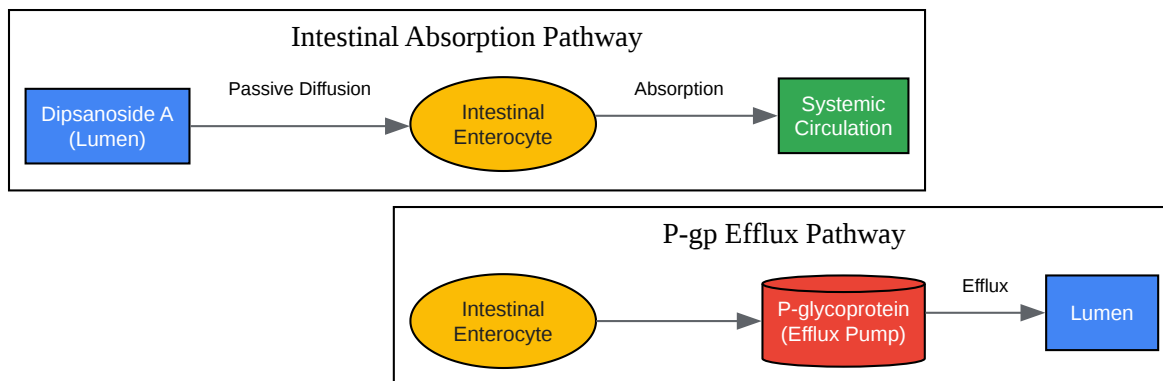 Intestinal Absorption Pathway
Passive Diffusion
Absorption
Dipsanoside A
(Lumen)
Intestinal
Enterocyte
Systemic
Circulation
P-gp Efflux Pathway
Efflux
Intestinal
Enterocyte
P-glycoprotein
(Efflux Pump)
Lumen